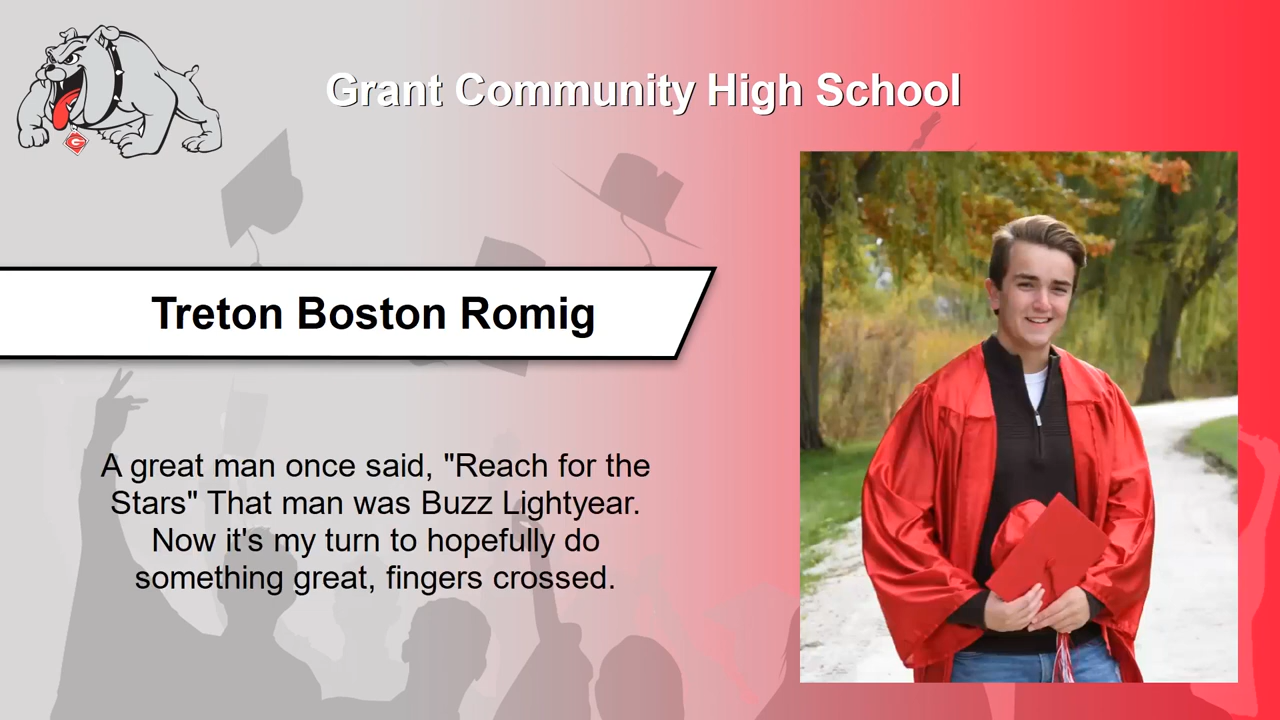 Grant Community High School
Treton Boston Romig
A great man once said, "Reach for the
Stars" That man was Buzz Lightyear.
Now it's my turn to hopefully do
something great, fingers crossed.
G